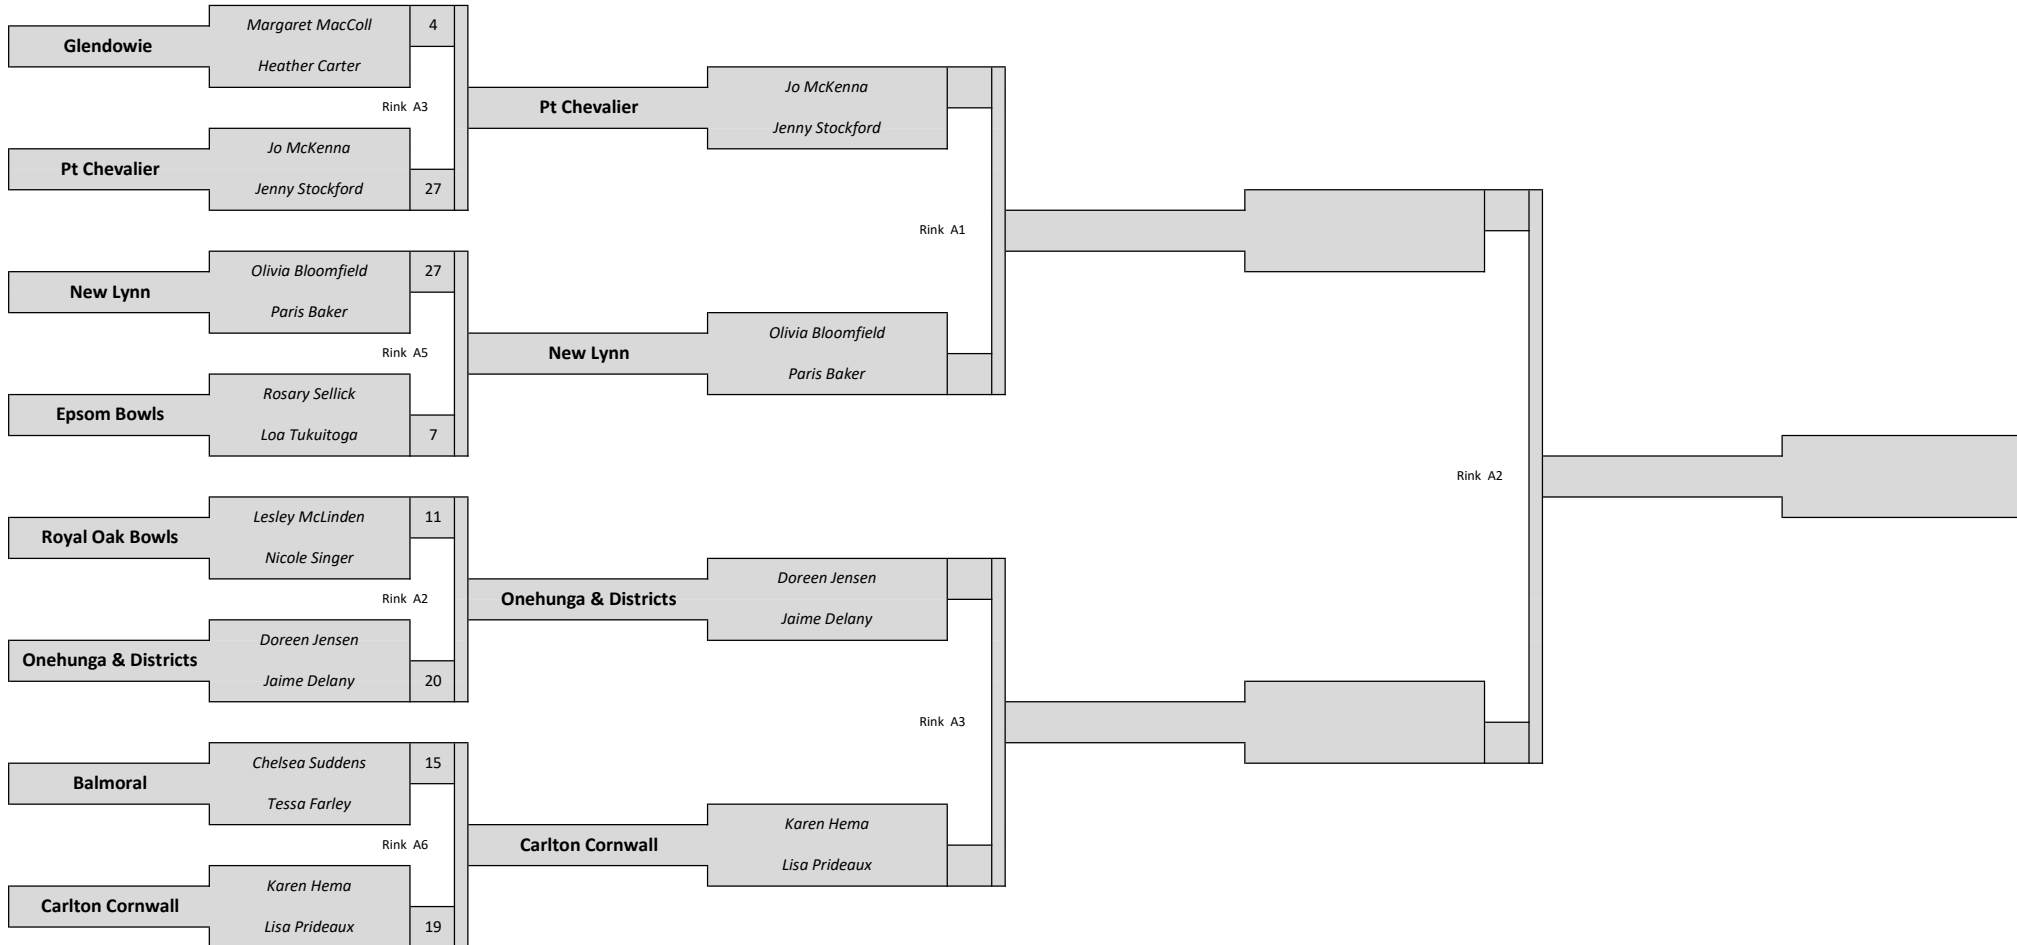 Margaret MacColl
4
Glendowie
Heather Carter
Rink A3
Jo McKenna
Pt Chevalier
Jenny Stockford
27
Olivia Bloomfield
27
New Lynn
Paris Baker
Rink A5
Rosary Sellick
Epsom Bowls
Loa Tukuitoga
7
Lesley McLinden
11
Royal Oak Bowls
Nicole Singer
Rink A2
Doreen Jensen
Onehunga & Districts
Jaime Delany
20
Chelsea Suddens
15
Balmoral
Tessa Farley
Rink A6
Karen Hema
Carlton Cornwall
Lisa Prideaux
19
Jo McKenna
Pt Chevalier
Jenny Stockford
Rink A1
Olivia Bloomfield
New Lynn
Paris Baker
Doreen Jensen
Onehunga & Districts
Jaime Delany
Rink A3
Karen Hema
Carlton Cornwall
Lisa Prideaux
Rink A2